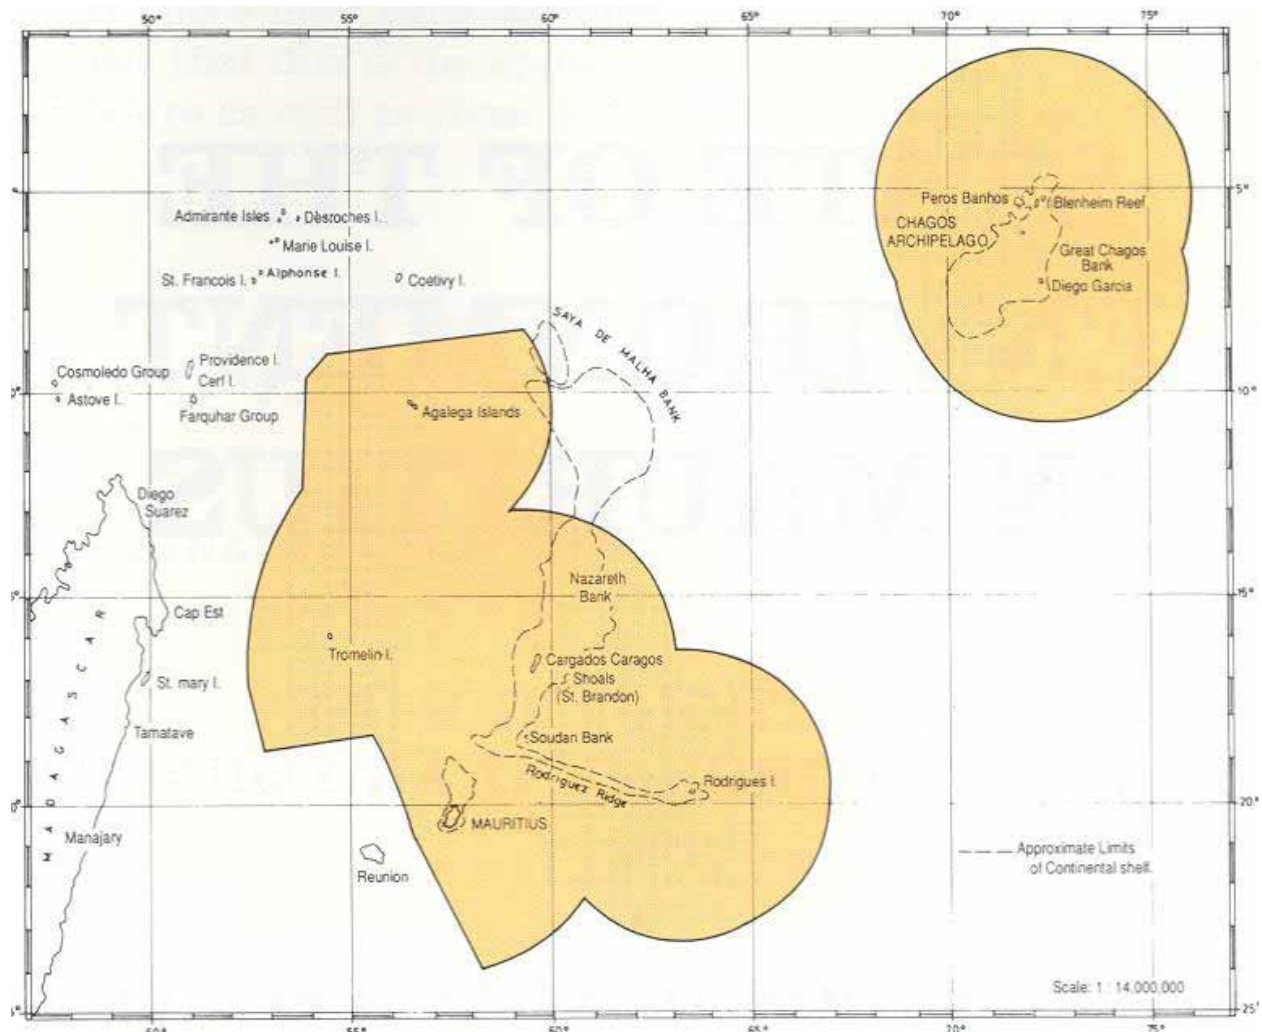 50°
55°
60°
65°
70°
75°
5°
Admirante Isles
Dèsroches I.
Marie Louise I.
St. Francois I.
Alphonse I.
Coetivy I.
Peros Banhos
Blenheim Reef
CHAGOS
ARCHIPELAGO
Great Chagos
Bank
Diego Garcia
SAYA DE MALHA BANK
Cosmoledo Group
Providence I.
Cerf I.
Astove I.
Farquhar Group
Agalega Islands
10°
Diego
Suarez
Nazareth
Bank
15°
Cap Est
Tromelin I.
Cargados Caragos
Shoals
(St. Brandon)
St. mary I.
MADAGASCAR
Tamatave
Soudan Bank
Rodriguez Ridge
Rodrigues I.
20°
Manajary
MAURITIUS
Reunion
Approximate Limits
of Continental shelf.
Scale: 1 : 14.000.000
25°